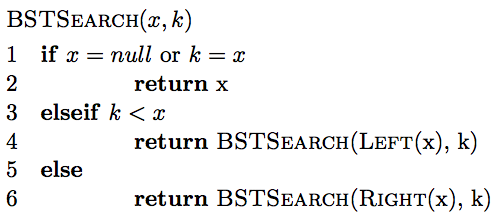 BSTSEARCH(x, k)
1 if x = null or k = x
2 return x
3 elseif k < x
4 return BSTSEARCH(LEFT(x), k)
5 else
6 return BSTSEARCH(RIGHT(x), k)